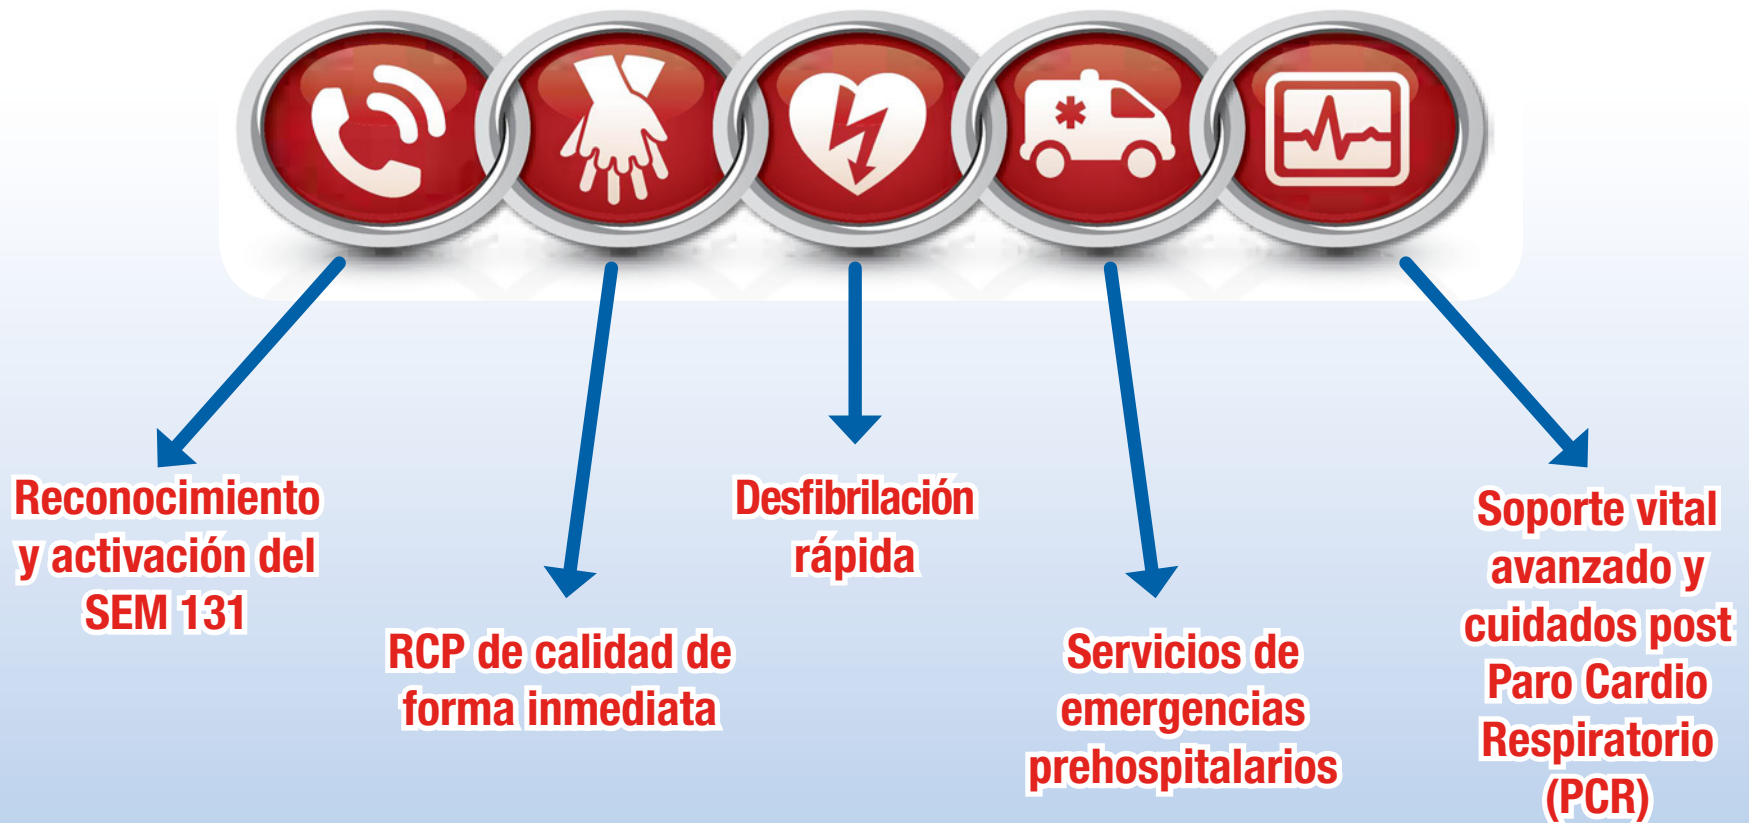 Reconocimiento
y activación del
SEM 131
RCP de calidad de
forma inmediata
Desfibrilación
rápida
Servicios de
emergencias
prehospitalarios
Soporte vital
avanzado y
cuidados post
Paro Cardio
Respiratorio
(PCR)